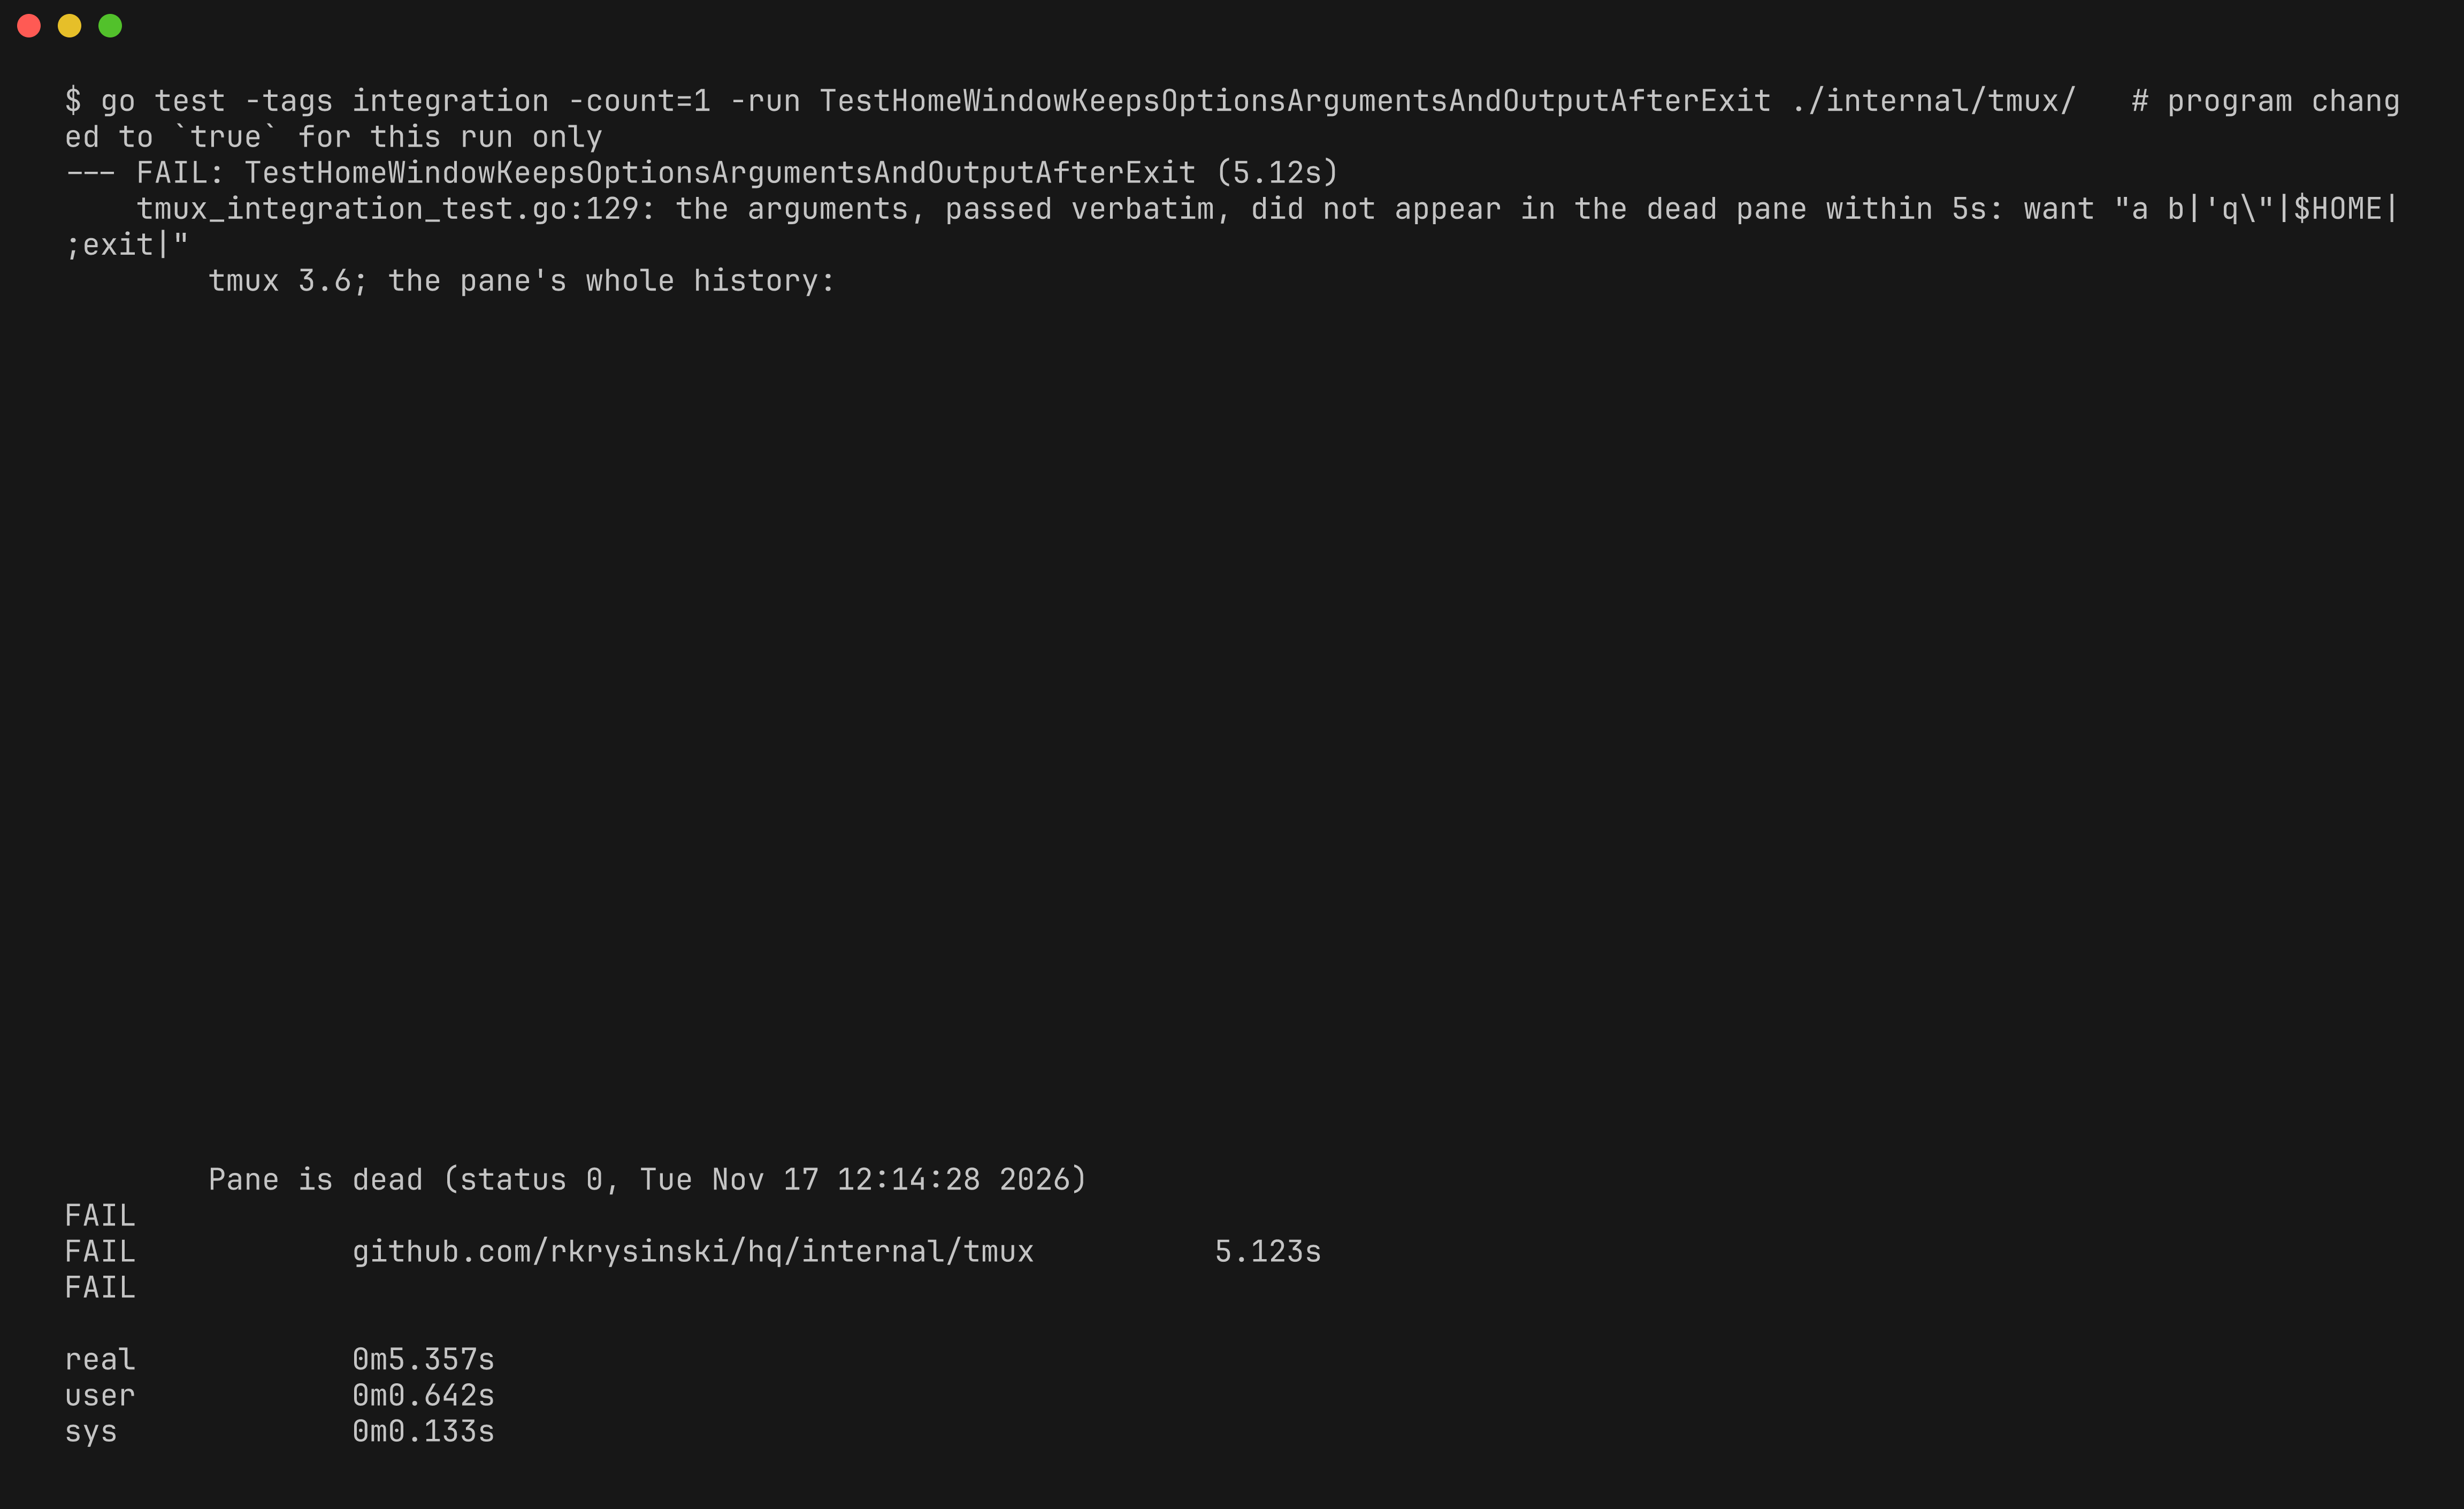 $ go test -tags integration -count=1 -run TestHomeWindowKeepsOptionsArgumentsAndOutputAfterExit ./internal/tmux/   # program chang
ed to `true` for this run only
--- FAIL: TestHomeWindowKeepsOptionsArgumentsAndOutputAfterExit (5.12s)
    tmux_integration_test.go:129: the arguments, passed verbatim, did not appear in the dead pane within 5s: want "a b|'q\"|$HOME|
;exit|"
        tmux 3.6; the pane's whole history:
        Pane is dead (status 0, Tue Nov 17 12:14:28 2026)
FAIL
FAIL            github.com/rkrysinski/hq/internal/tmux          5.123s
FAIL
real            0m5.357s
user            0m0.642s
sys             0m0.133s